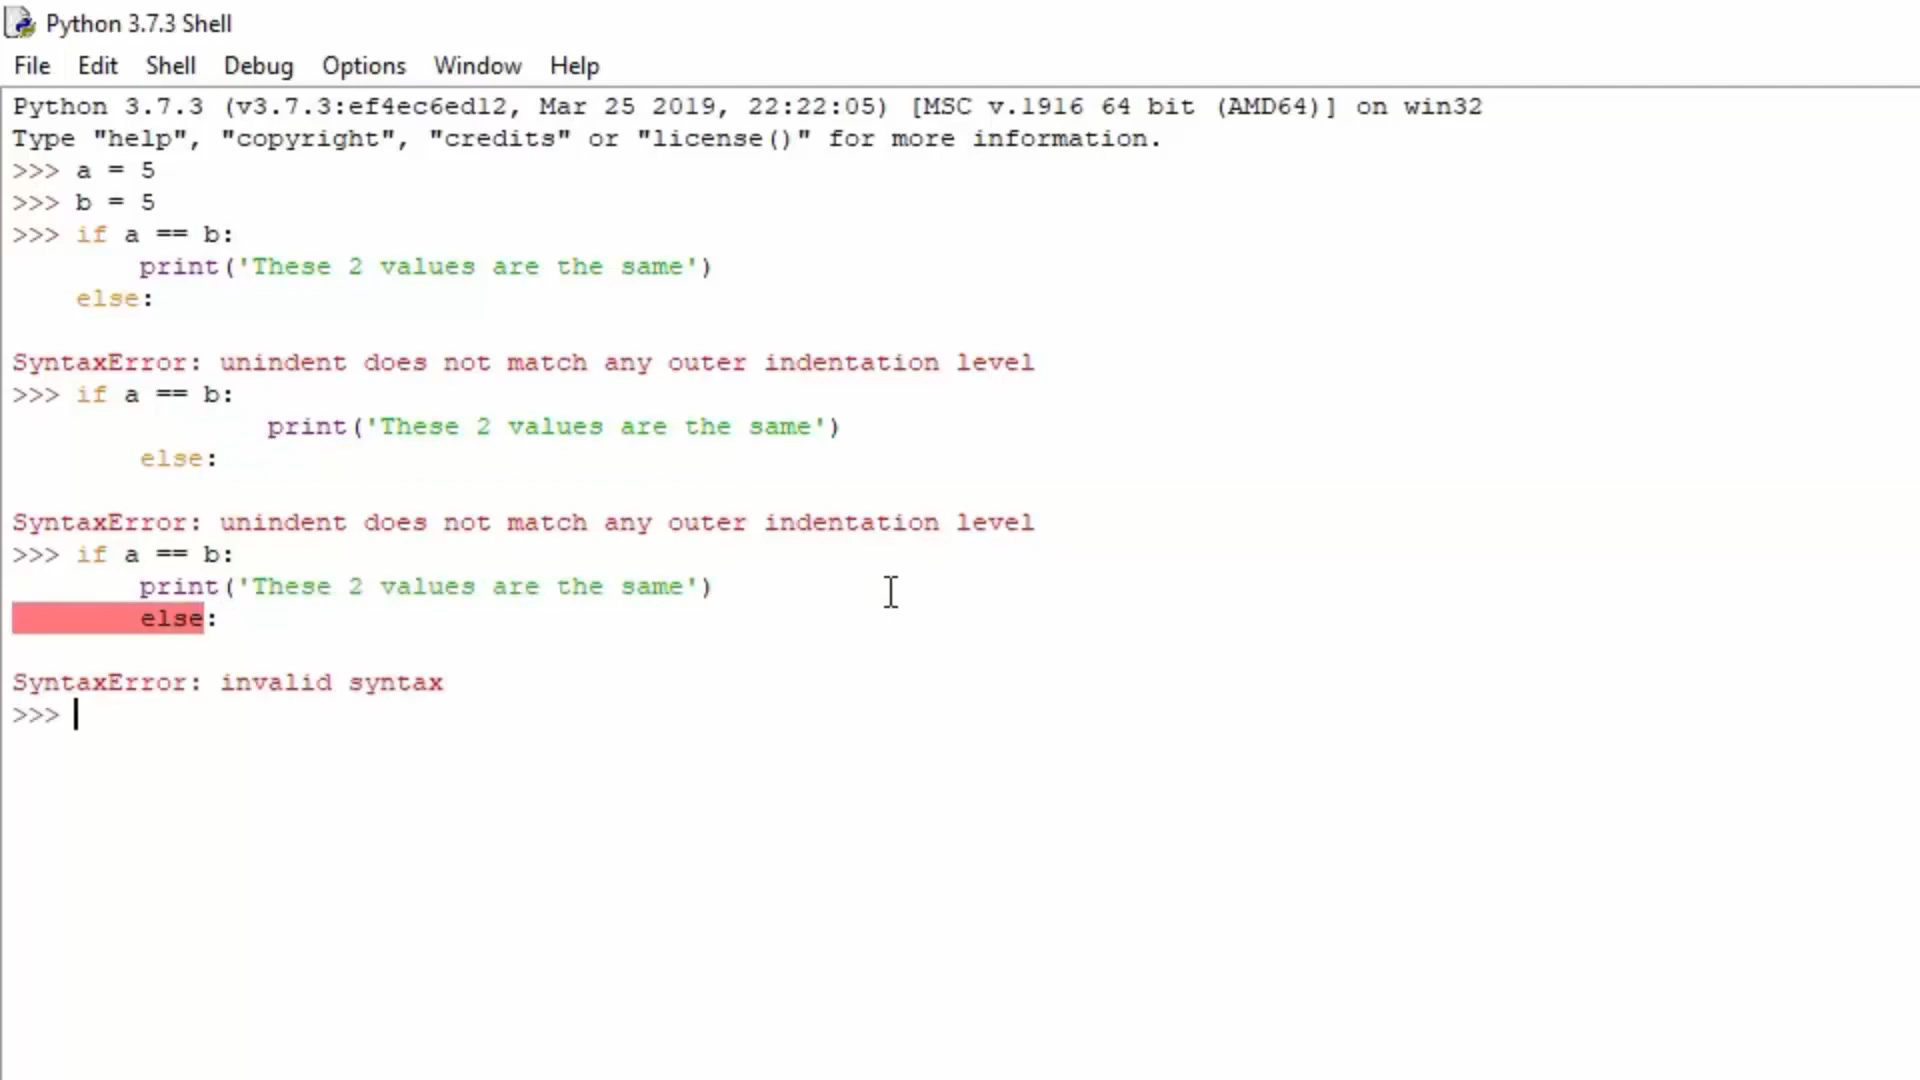 Python 3.7.3 Shell
File Edit Shell Debug Options Window Help
Python 3.7.3 (v3.7.3:ef4ec6ed12, Mar 25 2019, 22:22:05) [MSC v.1916 64 bit (AMD64)] on win32
Type "help", "copyright", "credits" or "license()" for more information.
>>> a = 5
>>> b = 5
>>> if a == b:
        print('These 2 values are the same')
    else:
SyntaxError: unindent does not match any outer indentation level
>>> if a == b:
                print('These 2 values are the same')
        else:
SyntaxError: unindent does not match any outer indentation level
>>> if a == b:
        print('These 2 values are the same')
        else:
SyntaxError: invalid syntax
>>>